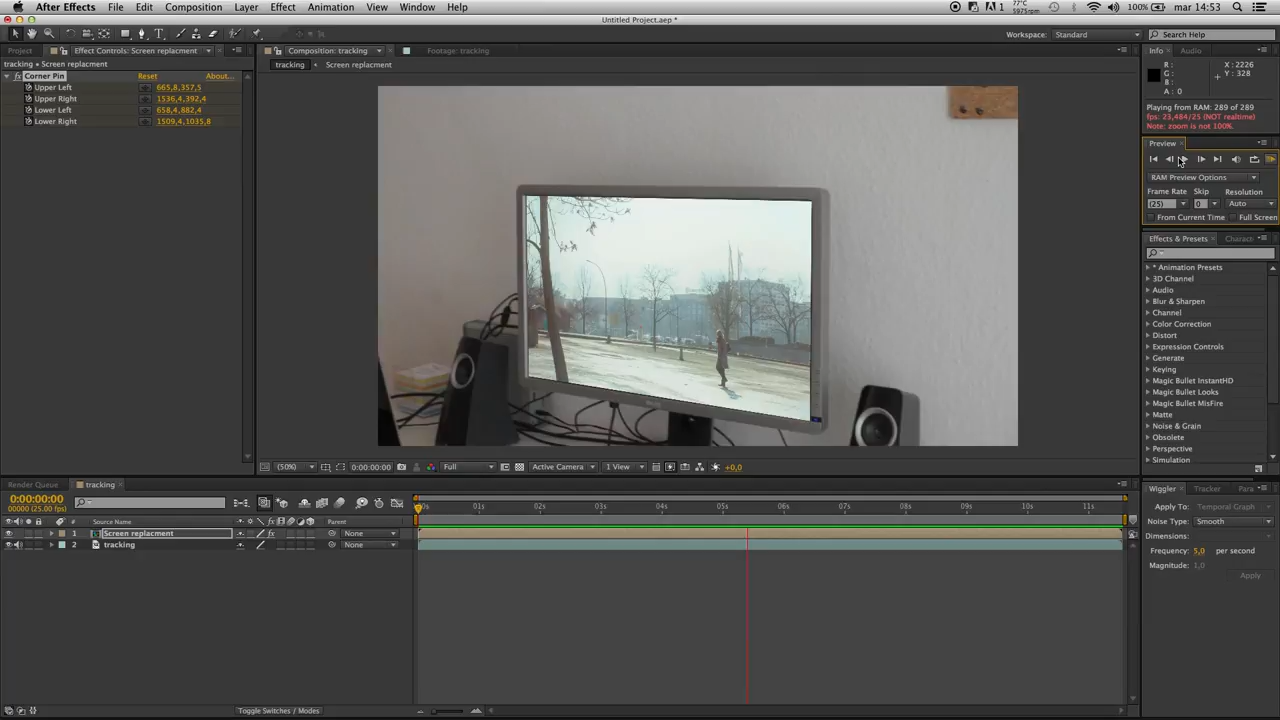 After Effects File Edit Composition Layer Effect Animation View Window Help 1 77°C 5975rpm 100% mar 14:53
Untitled Project.aep *
Workspace: Standard Search Help
Project Effect Controls: Screen replacment
tracking • Screen replacment
Corner Pin Reset About...
Upper Left 665,8,357,5
Upper Right 1536,4,392,4
Lower Left 658,4,882,4
Lower Right 1509,4,1035,8
Composition: tracking Footage: tracking
tracking Screen replacment
(50%) 0:00:00:00 Full Active Camera 1 View +0,0
Info Audio
R : X : 2226
G : Y : 328
B :
A : 0
Playing from RAM: 289 of 289
fps: 23,484/25 (NOT realtime)
Note: zoom is not 100%.
Preview
RAM Preview Options
Frame Rate Skip Resolution
(25) 0 Auto
From Current Time Full Screen
Effects & Presets Charact
* Animation Presets
3D Channel
Audio
Blur & Sharpen
Channel
Color Correction
Distort
Expression Controls
Generate
Keying
Magic Bullet InstantHD
Magic Bullet Looks
Magic Bullet MisFire
Matte
Noise & Grain
Obsolete
Perspective
Simulation
Render Queue tracking
0:00:00:00
00000 (25.00 fps)
# Source Name Parent
1 Screen replacment None
2 tracking None
0s 01s 02s 03s 04s 05s 06s 07s 08s 09s 10s 11s
Toggle Switches / Modes
Wiggler Tracker Para
Apply To: Temporal Graph
Noise Type: Smooth
Dimensions:
Frequency: 5,0 per second
Magnitude: 1,0
Apply